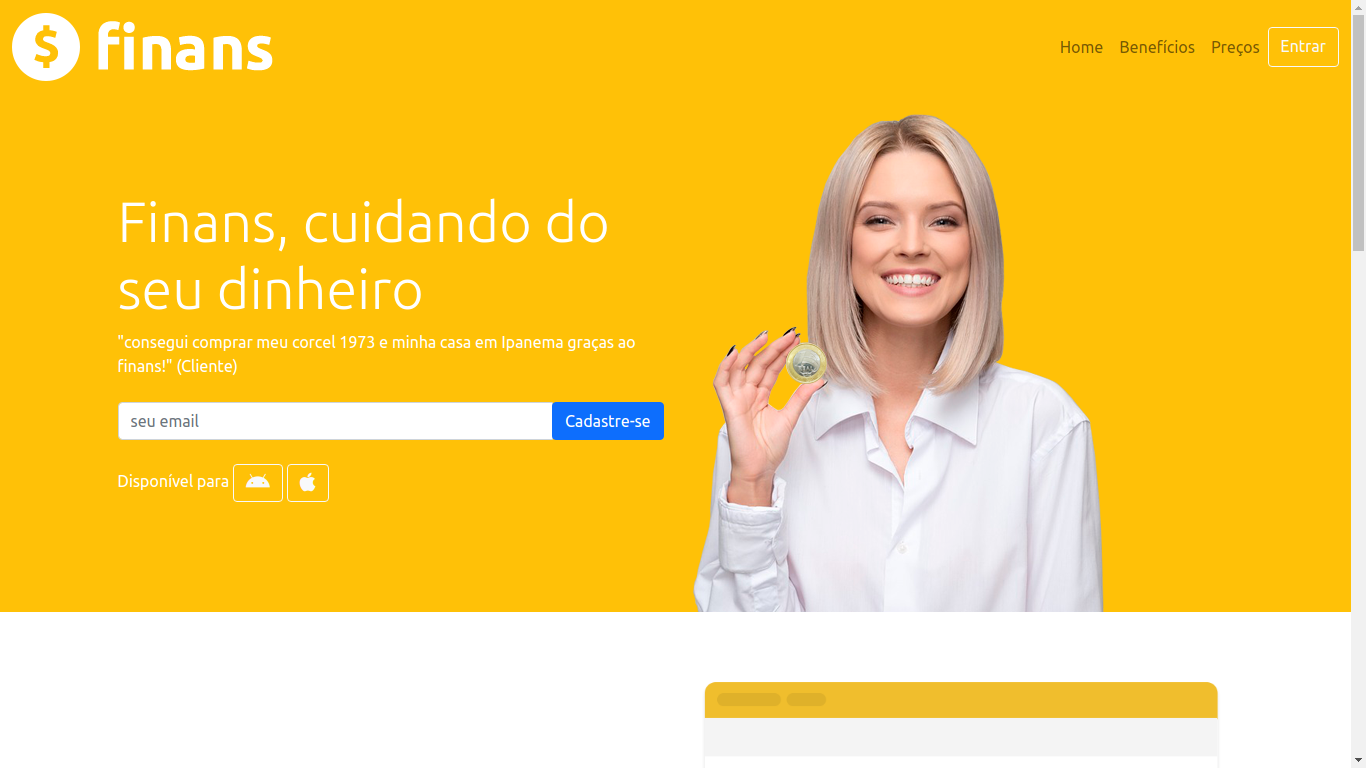 $ finans
Home Benefícios Preços Entrar
Finans, cuidando do
seu dinheiro
"consegui comprar meu corcel 1973 e minha casa em Ipanema graças ao
finans!" (Cliente)
seu email Cadastre-se
Disponível para